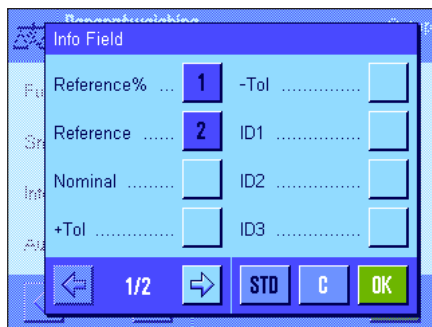 Info Field
Reference% ... 1
Reference ...... 2
Nominal .........
+Tol ...............
-Tol ...............
ID1 ................
ID2 ................
ID3 ................
1/2
STD
C
OK